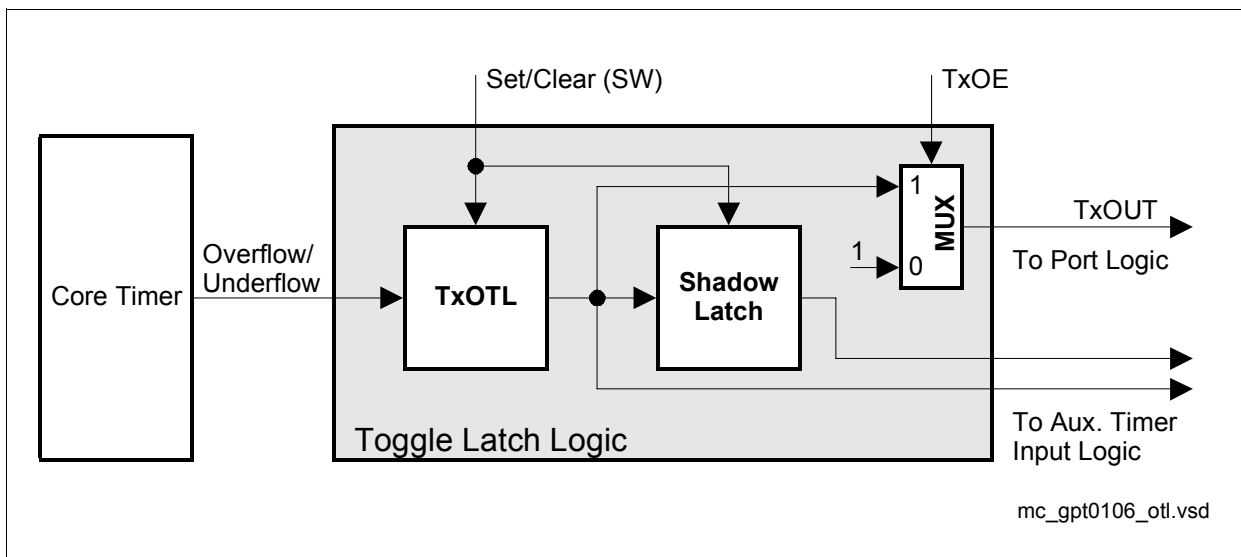 Set/Clear (SW)
TxOE
Core Timer
Overflow/
Underflow
TxOTL
Shadow
Latch
1
1
0
MUX
TxOUT
To Port Logic
To Aux. Timer
Input Logic
Toggle Latch Logic
mc_gpt0106_otl.vsd